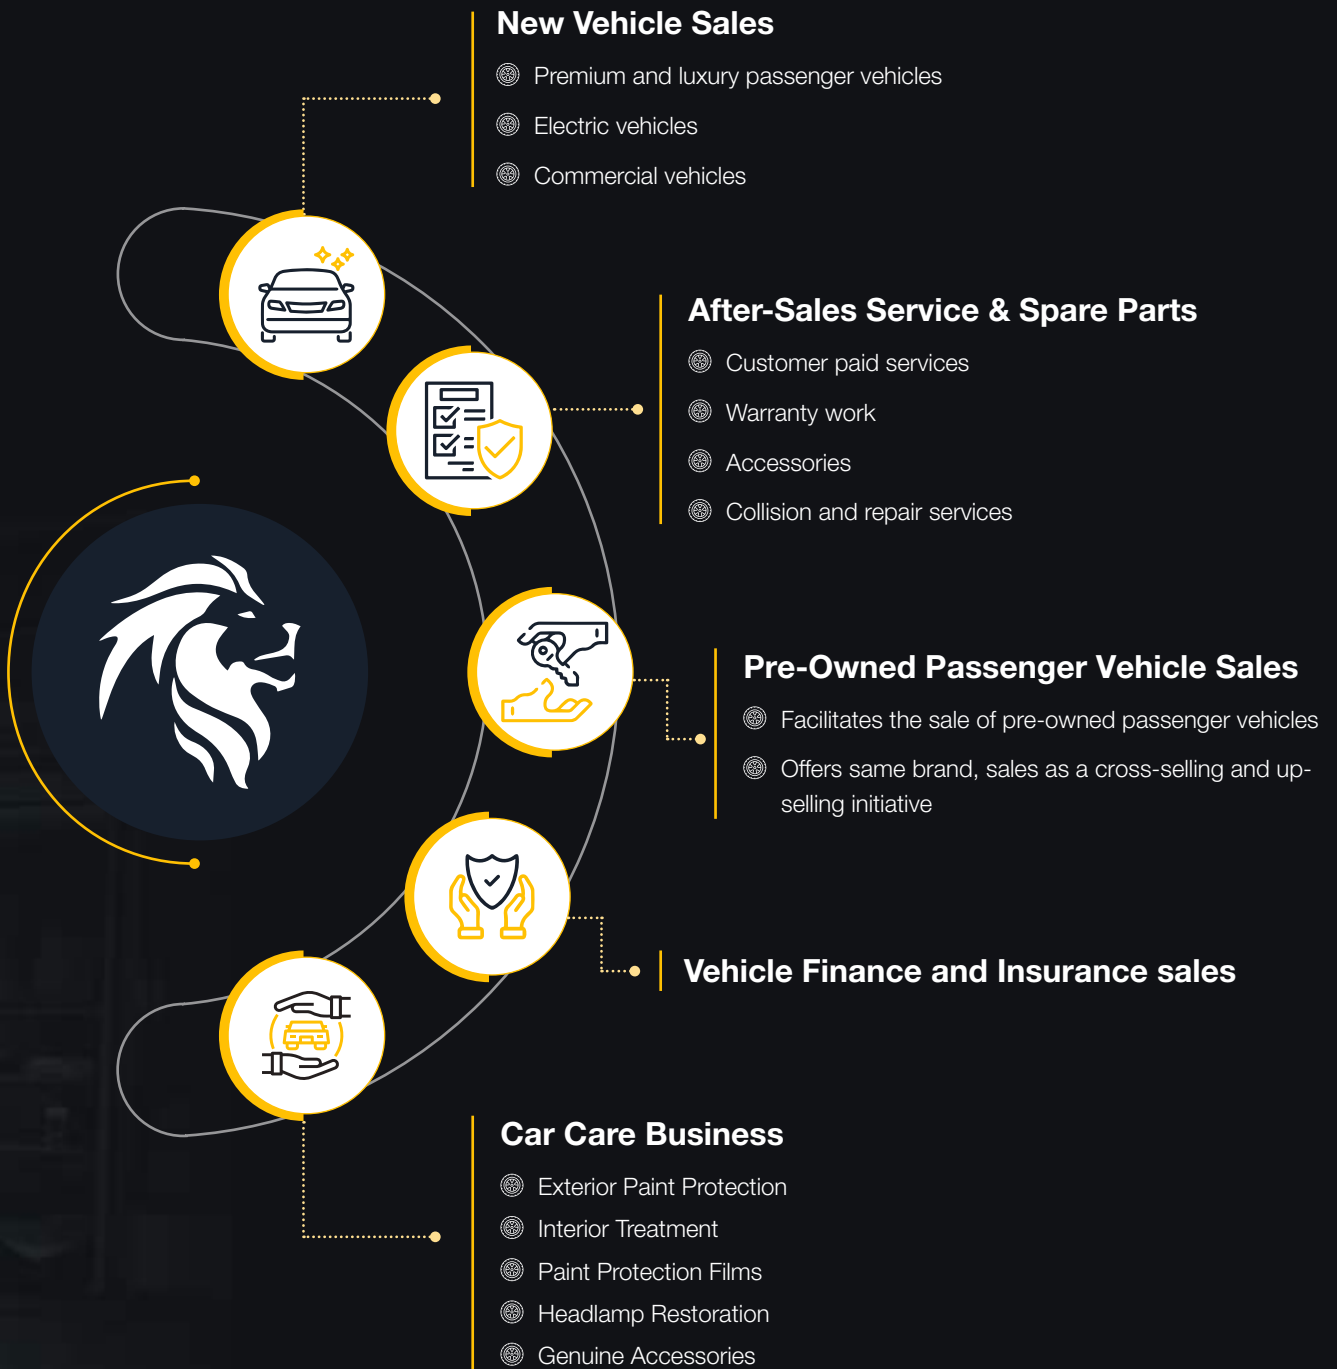 New Vehicle Sales
Premium and luxury passenger vehicles
Electric vehicles
Commercial vehicles
After-Sales Service & Spare Parts
Customer paid services
Warranty work
Accessories
Collision and repair services
Pre-Owned Passenger Vehicle Sales
Facilitates the sale of pre-owned passenger vehicles
Offers same brand, sales as a cross-selling and up-
selling initiative
Vehicle Finance and Insurance sales
Car Care Business
Exterior Paint Protection
Interior Treatment
Paint Protection Films
Headlamp Restoration
Genuine Accessories